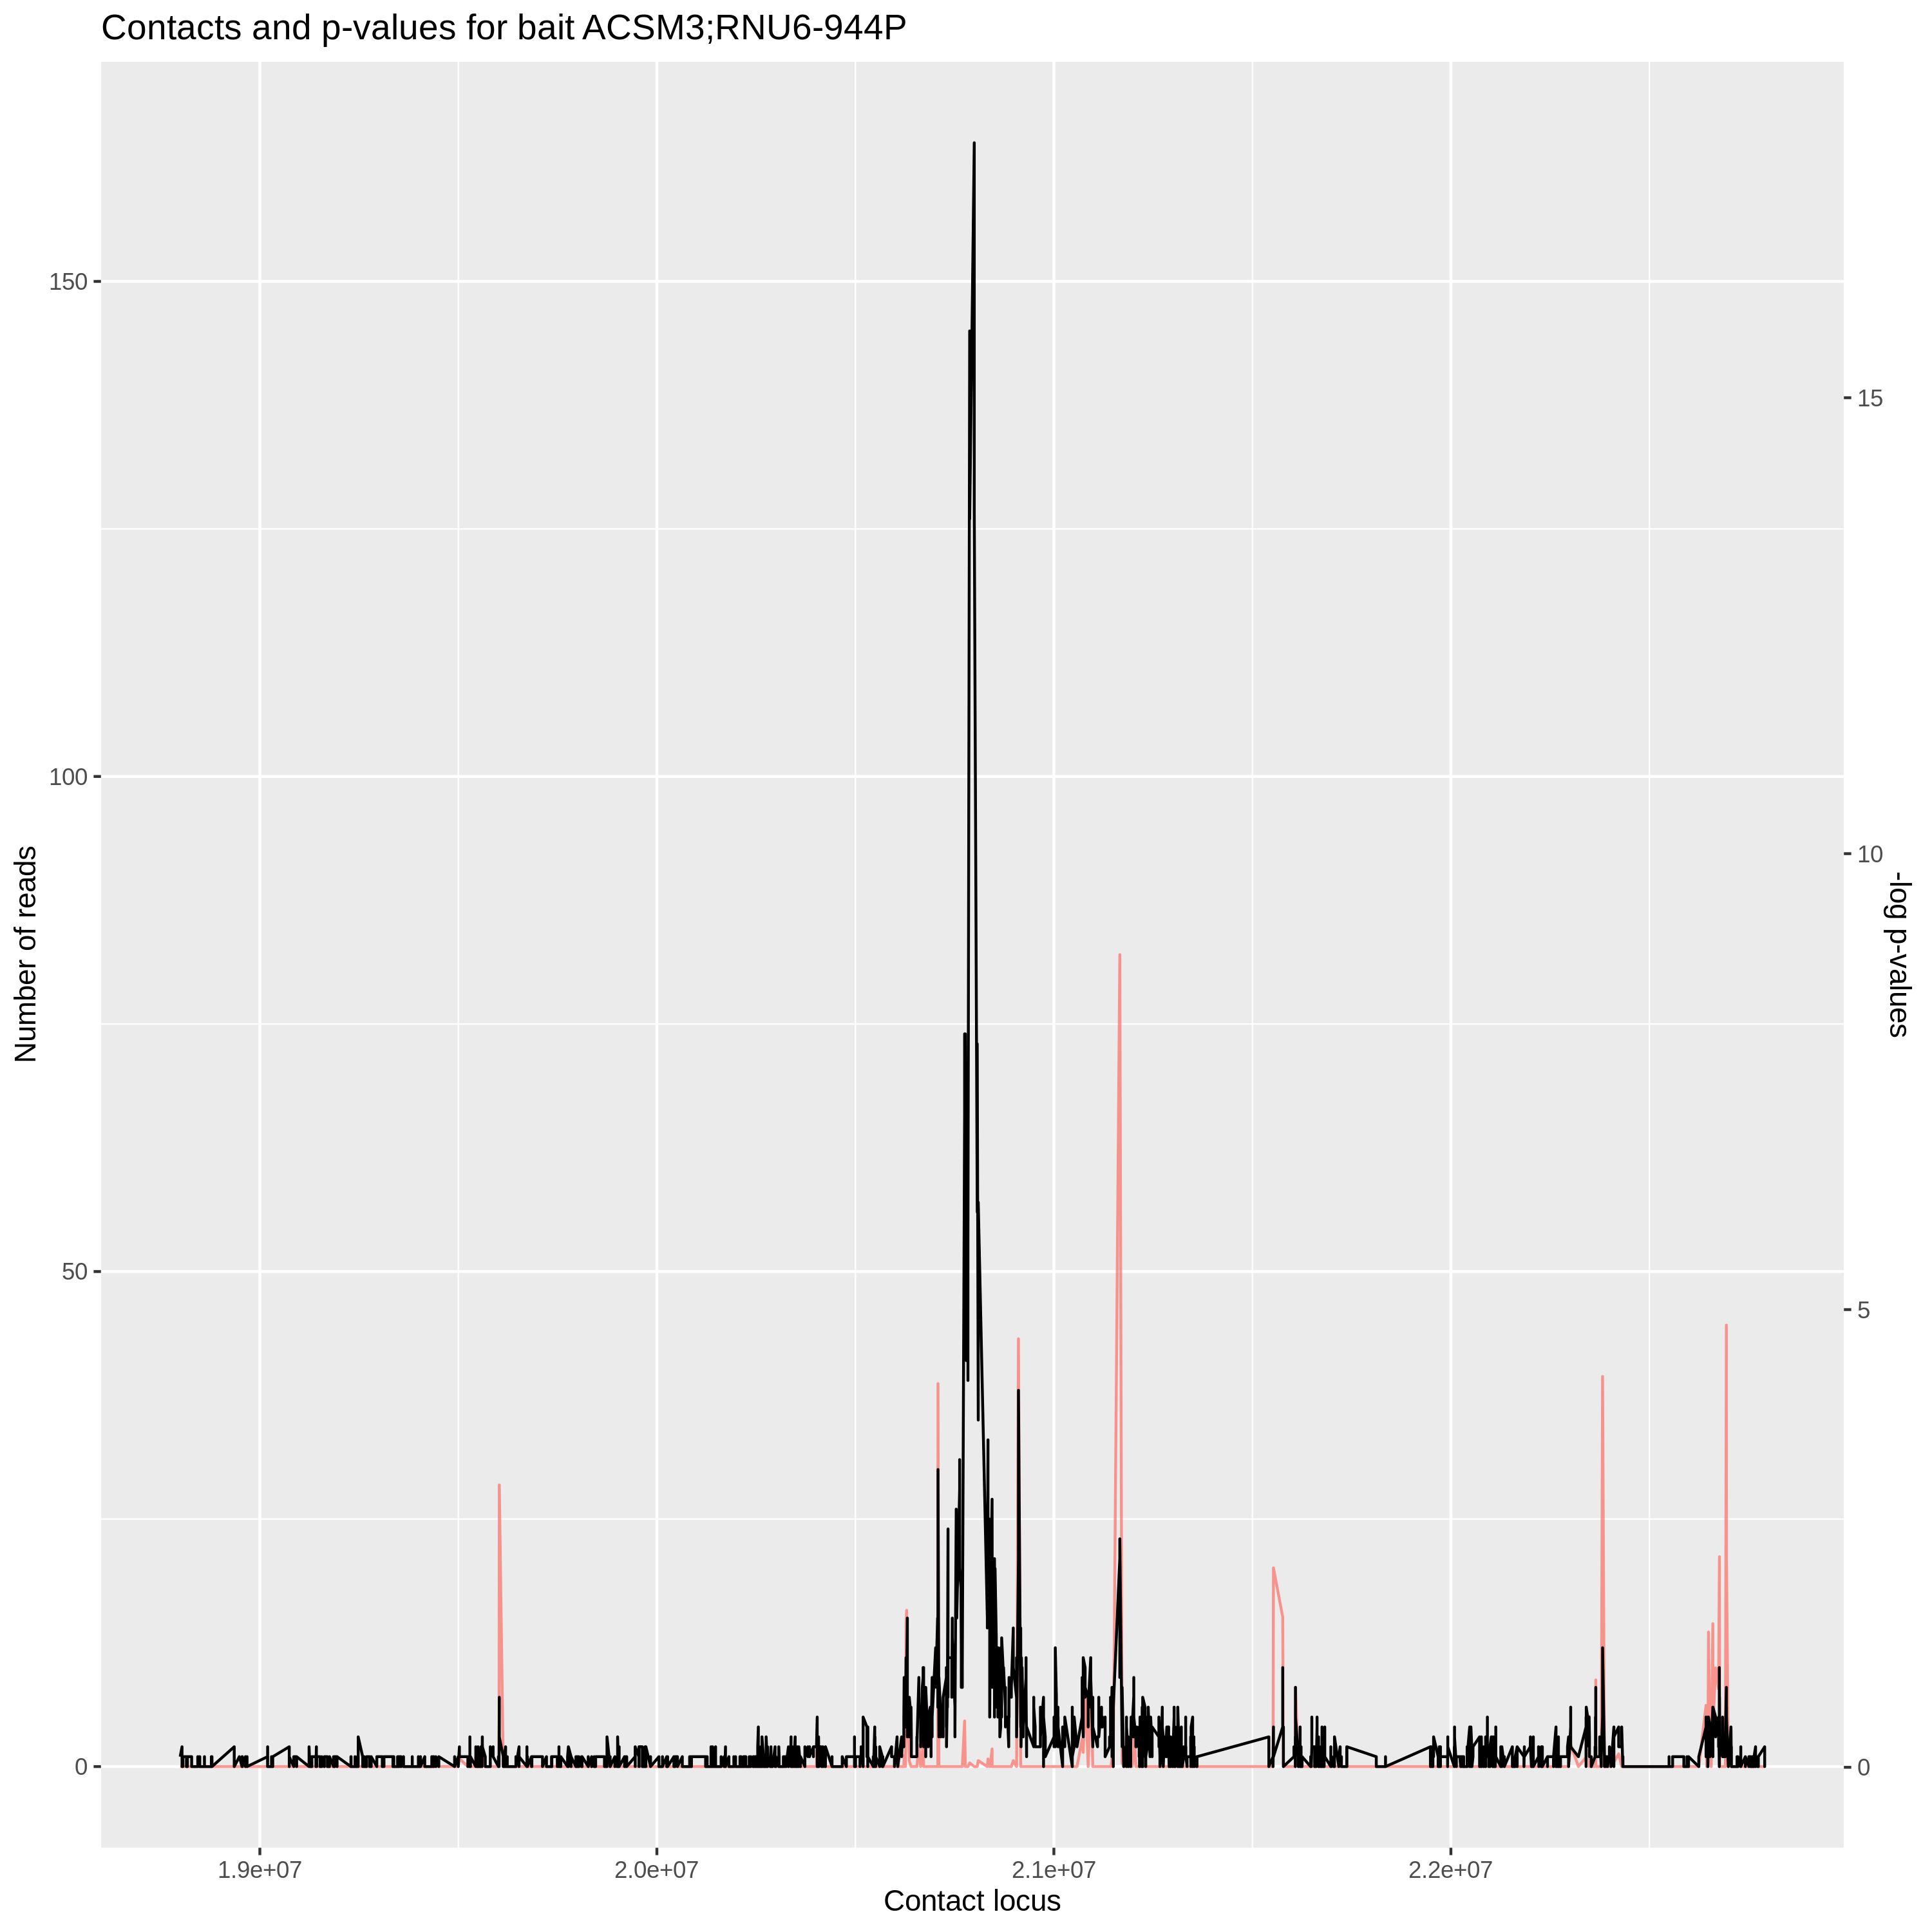 Contacts and p-values for bait ACSM3;RNU6-944P
150
100
50
0
15
10
5
0
Number of reads
-log p-values
1.9e+07
2.0e+07
2.1e+07
2.2e+07
Contact locus